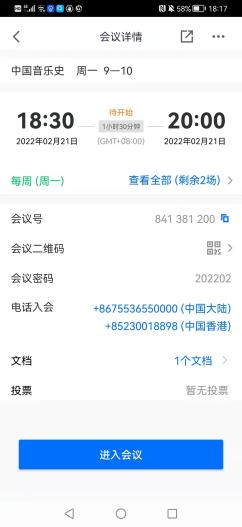 58% 18:17
会议详情
中国音乐史 周一 9—10
待开始
18:30 1小时30分钟 20:00
2022年02月21日 (GMT+08:00) 2022年02月21日
每周 (周一) 查看全部 (剩余2场)
会议号 841 381 200
会议二维码
会议密码 202202
电话入会 +8675536550000 (中国大陆)
+85230018898 (中国香港)
文档 1个文档
投票 暂无投票
进入会议